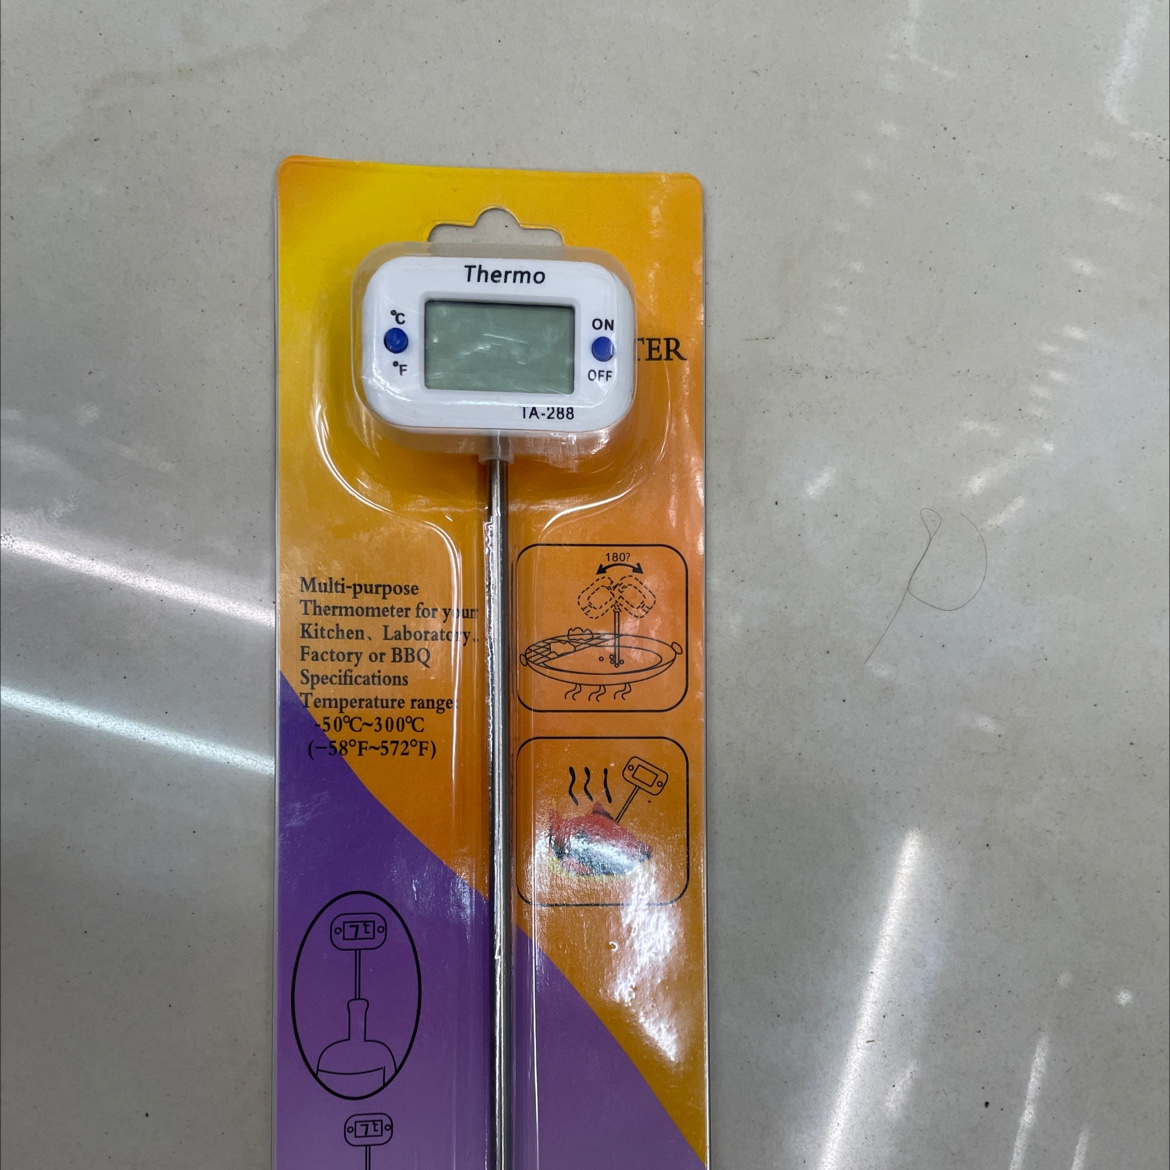 Thermo
°C
ON
TER
°F
OFF
TA-288
180?
Multi-purpose
Thermometer for your
Kitchen、Laboratory、
Factory or BBQ
Specifications
Temperature range
-50℃~300℃
(−58°F~572°F)